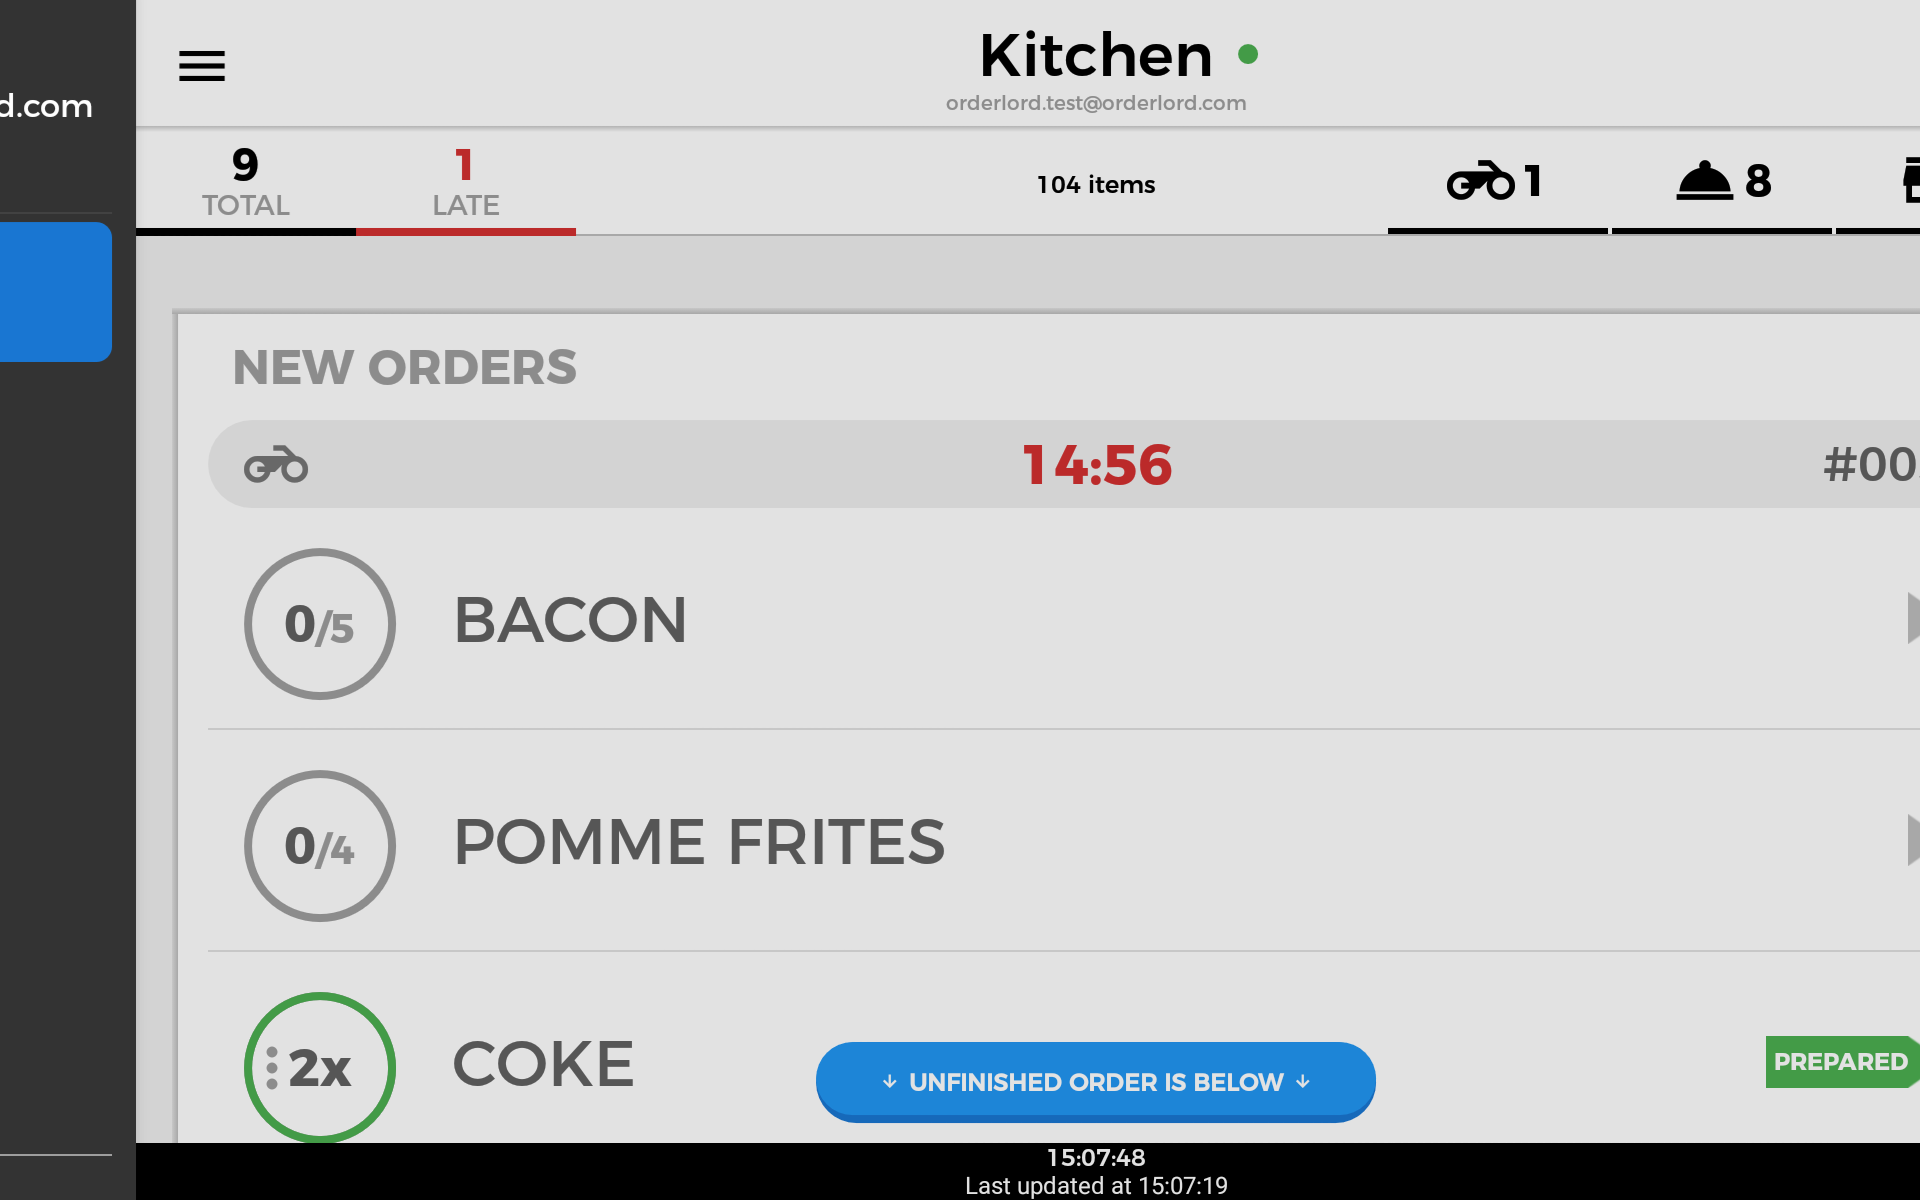 d.com
Kitchen
orderlord.test@orderlord.com
9
TOTAL
1
LATE
104 items
1
8
NEW ORDERS
14:56
#00
0/5
BACON
0/4
POMME FRITES
2x
COKE
PREPARED
↓ UNFINISHED ORDER IS BELOW ↓
15:07:48
Last updated at 15:07:19